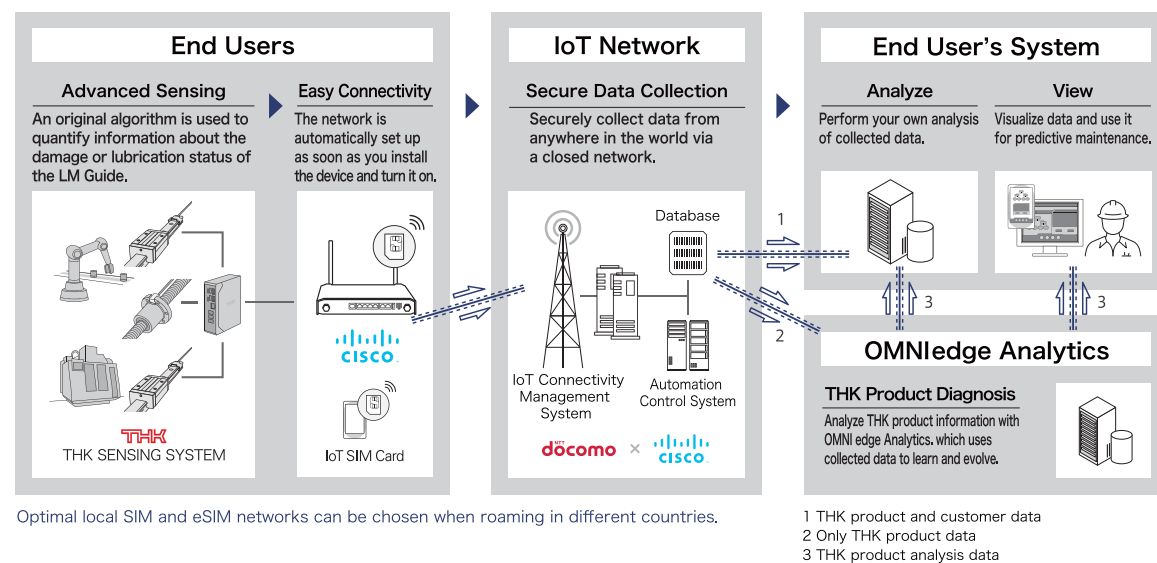 End Users
Advanced Sensing
An original algorithm is used to
quantify information about the
damage or lubrication status of
the LM Guide.
THK
THK SENSING SYSTEM
Easy Connectivity
The network is
automatically set up
as soon as you install
the device and turn it on.
CISCO
IoT SIM Card
IoT Network
Secure Data Collection
Securely collect data from
anywhere in the world via
a closed network.
Database
IoT Connectivity
Management
System
Automation
Control System
NTT
döcomo × CISCO
1
2
End User's System
Analyze
Perform your own analysis
of collected data.
View
Visualize data and use it
for predictive maintenance.
3
3
OMNIedge Analytics
THK Product Diagnosis
Analyze THK product information with
OMNI edge Analytics. which uses
collected data to learn and evolve.
Optimal local SIM and eSIM networks can be chosen when roaming in different countries.
1 THK product and customer data
2 Only THK product data
3 THK product analysis data